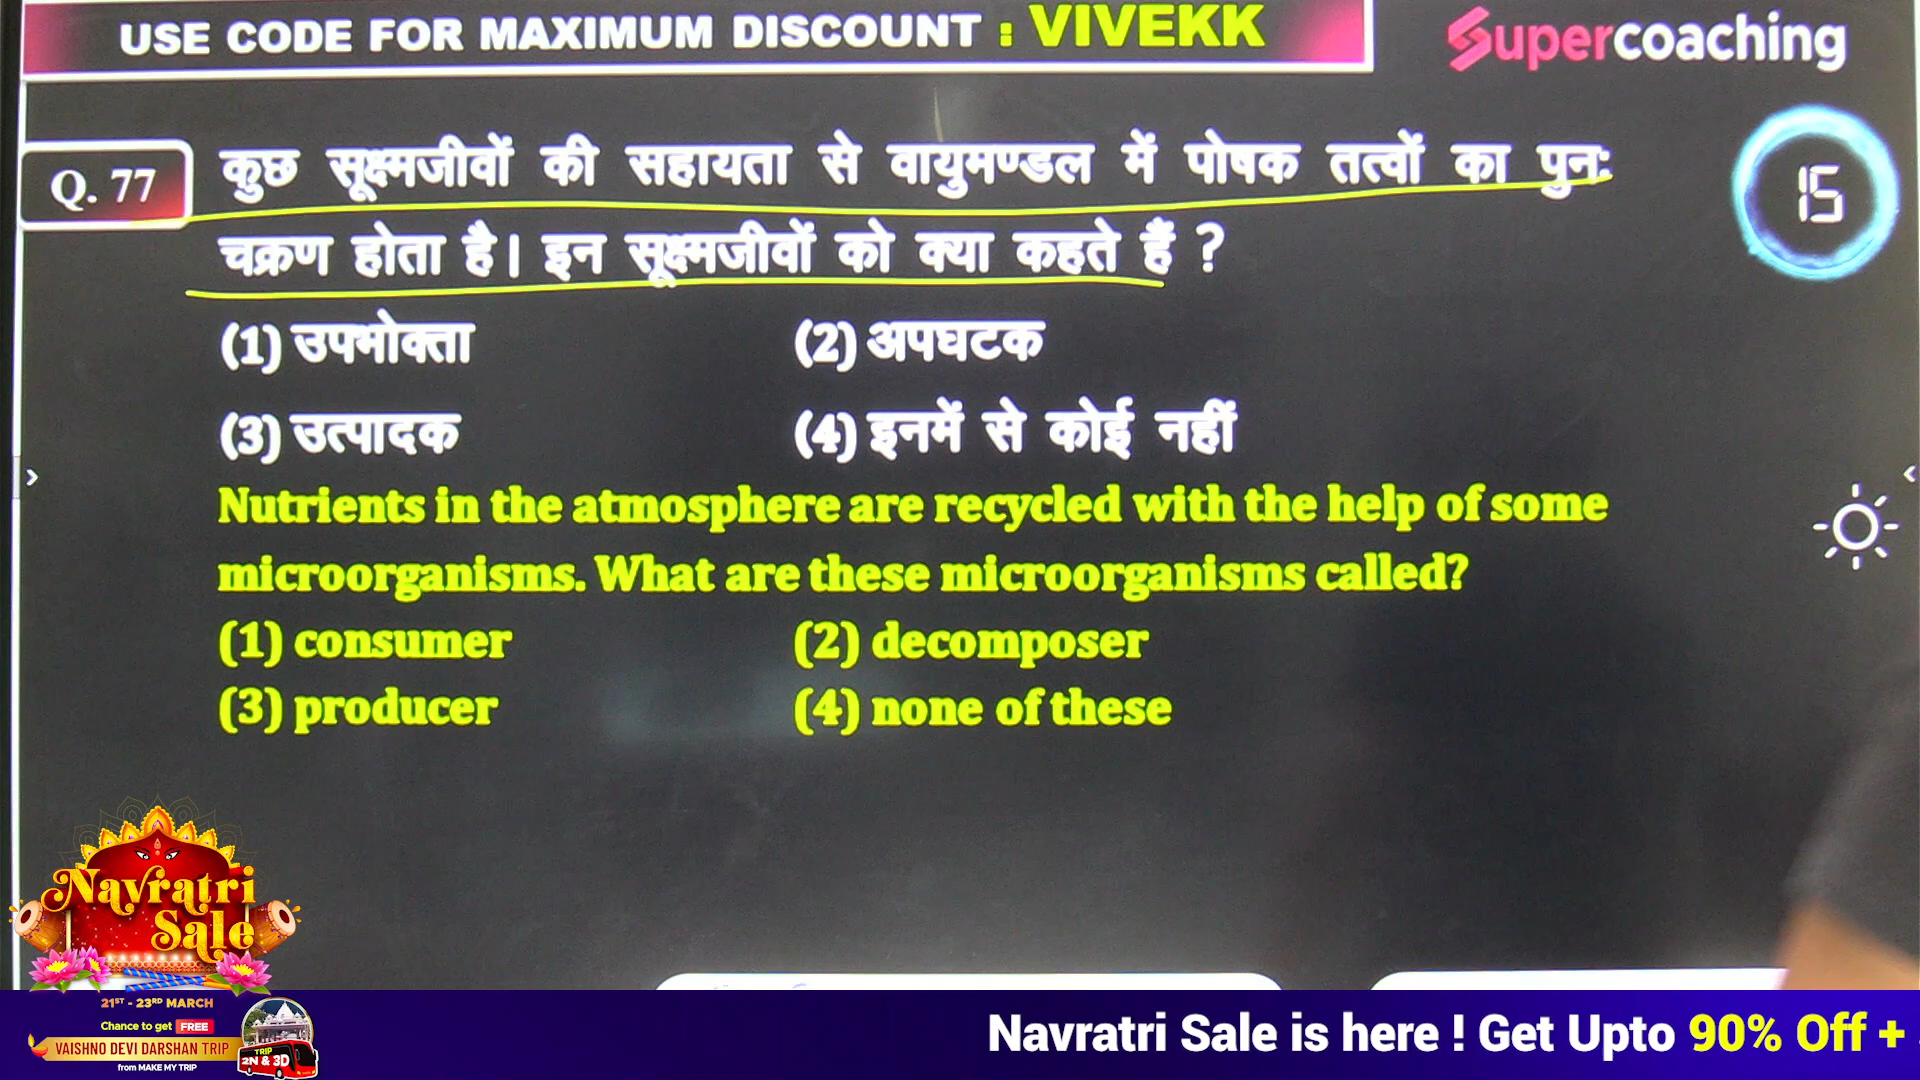 USE CODE FOR MAXIMUM DISCOUNT : VIVEKK
Supercoaching
Q. 77
कुछ सूक्ष्मजीवों की सहायता से वायुमण्डल में पोषक तत्वों का पुनः
चक्रण होता है। इन सूक्ष्मजीवों को क्या कहते हैं ?
15
(1) उपभोक्ता (2) अपघटक
(3) उत्पादक (4) इनमें से कोई नहीं
Nutrients in the atmosphere are recycled with the help of some
microorganisms. What are these microorganisms called?
(1) consumer (2) decomposer
(3) producer (4) none of these
Navratri
Sale
21ST - 23RD MARCH
Chance to get FREE
VAISHNO DEVI DARSHAN TRIP
from MAKE MY TRIP
TRIP
2N & 3D
Navratri Sale is here ! Get Upto 90% Off +